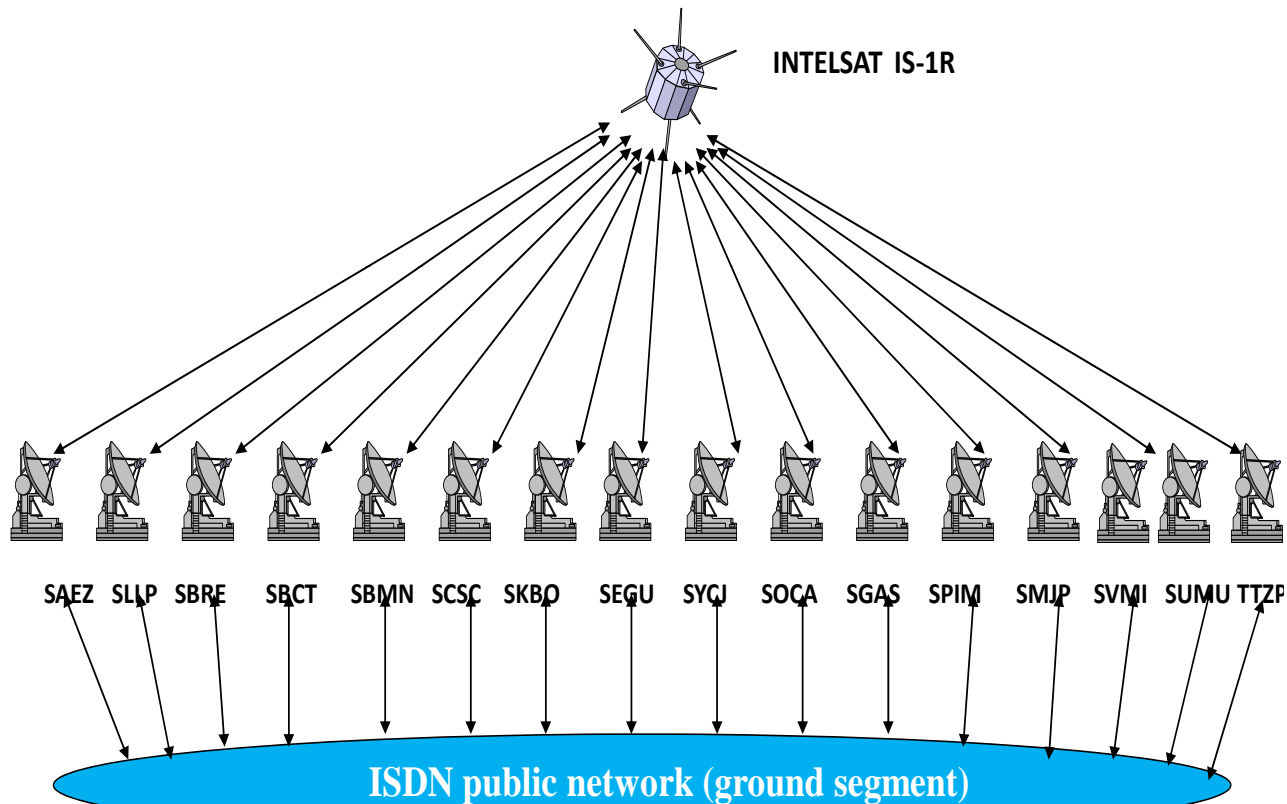 INTELSAT IS-1R
SAEZ SLLP SBRE SBCT SBMN SCSC SKBO SEGU SYCJ SOCA SGAS SPIM SMJP SVMI SUMU TTZP
ISDN public network (ground segment)